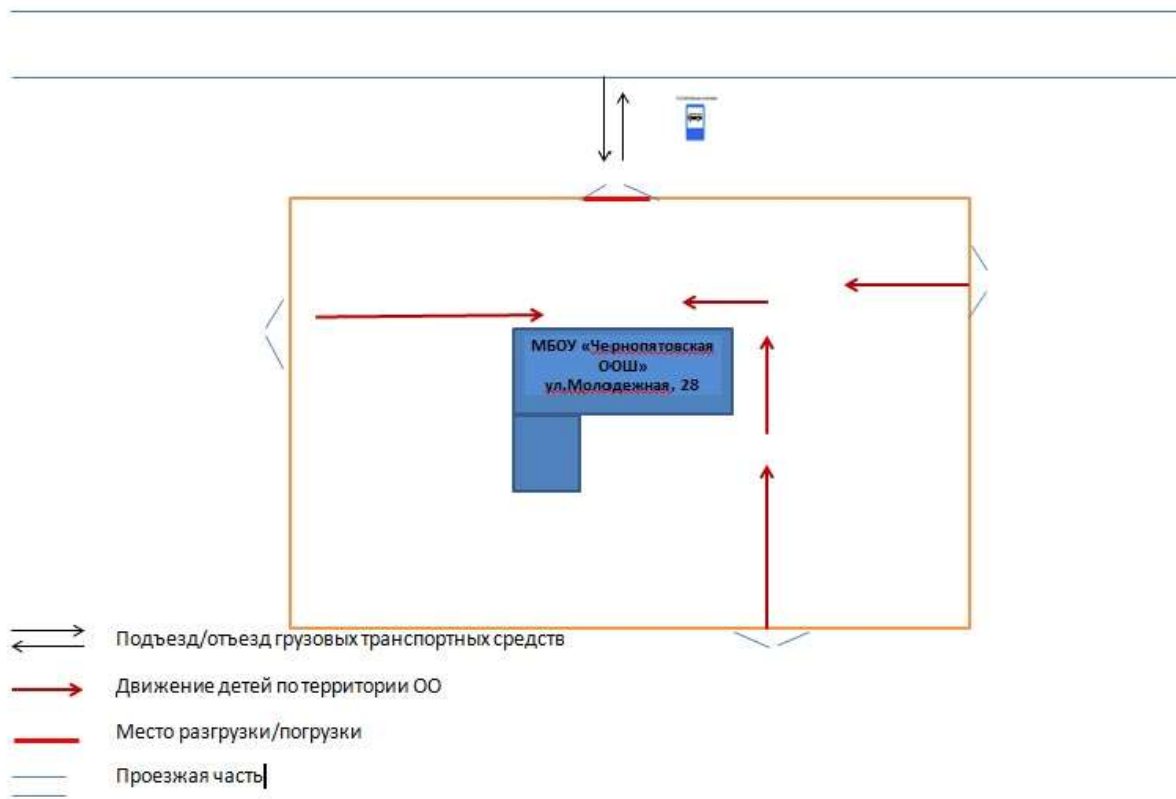 МБОУ «Чернопятовская
ООШ»
ул.Молодежная, 28
Подъезд/отъезд грузовых транспортных средств
Движение детей по территории ОО
Место разгрузки/погрузки
Проезжая часть